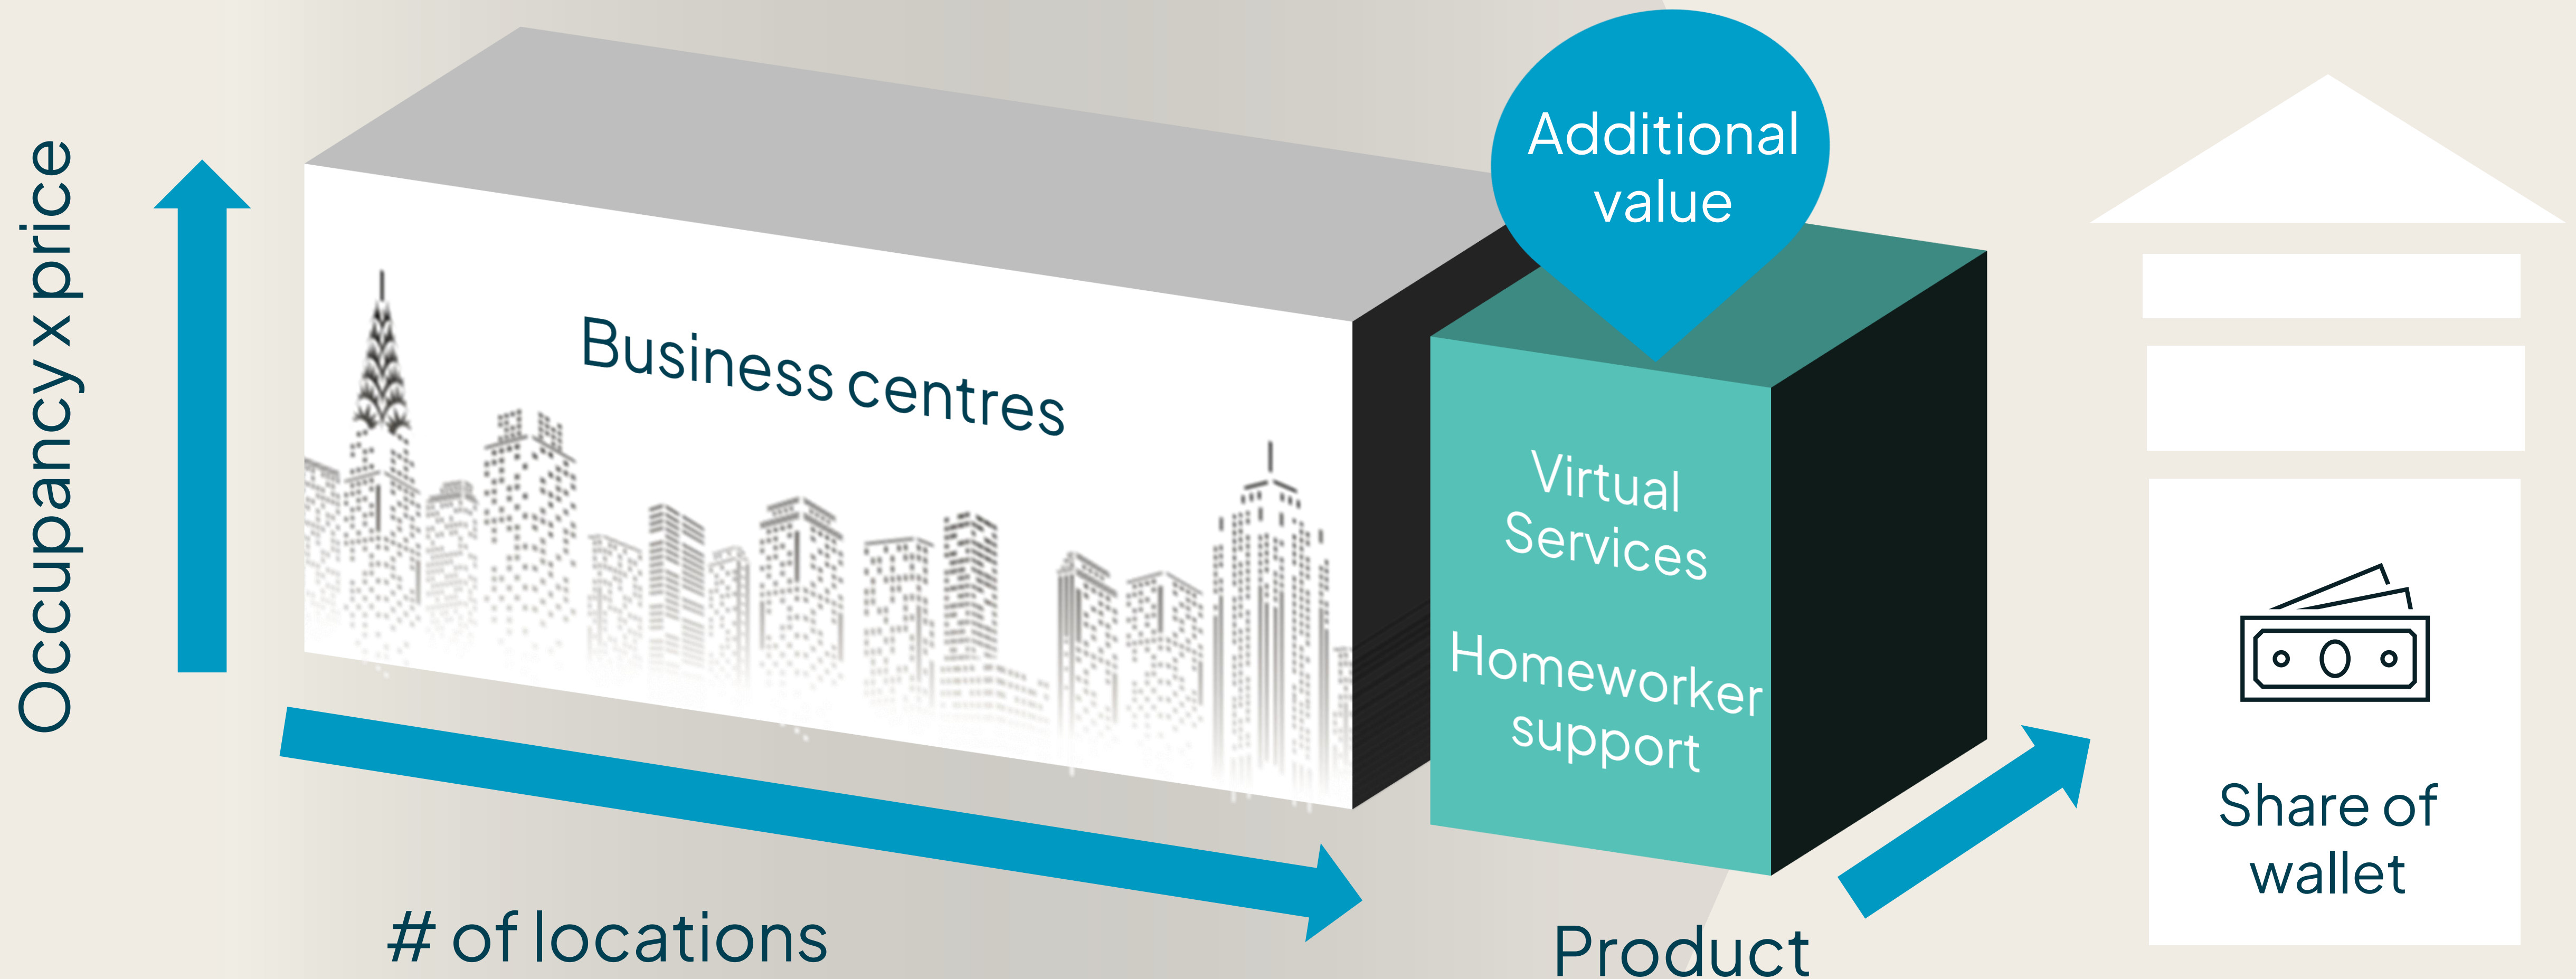 Occupancy x price
Business centres
# of locations
Additional
value
Virtual
Services
Homeworker
support
Product
Share of
wallet